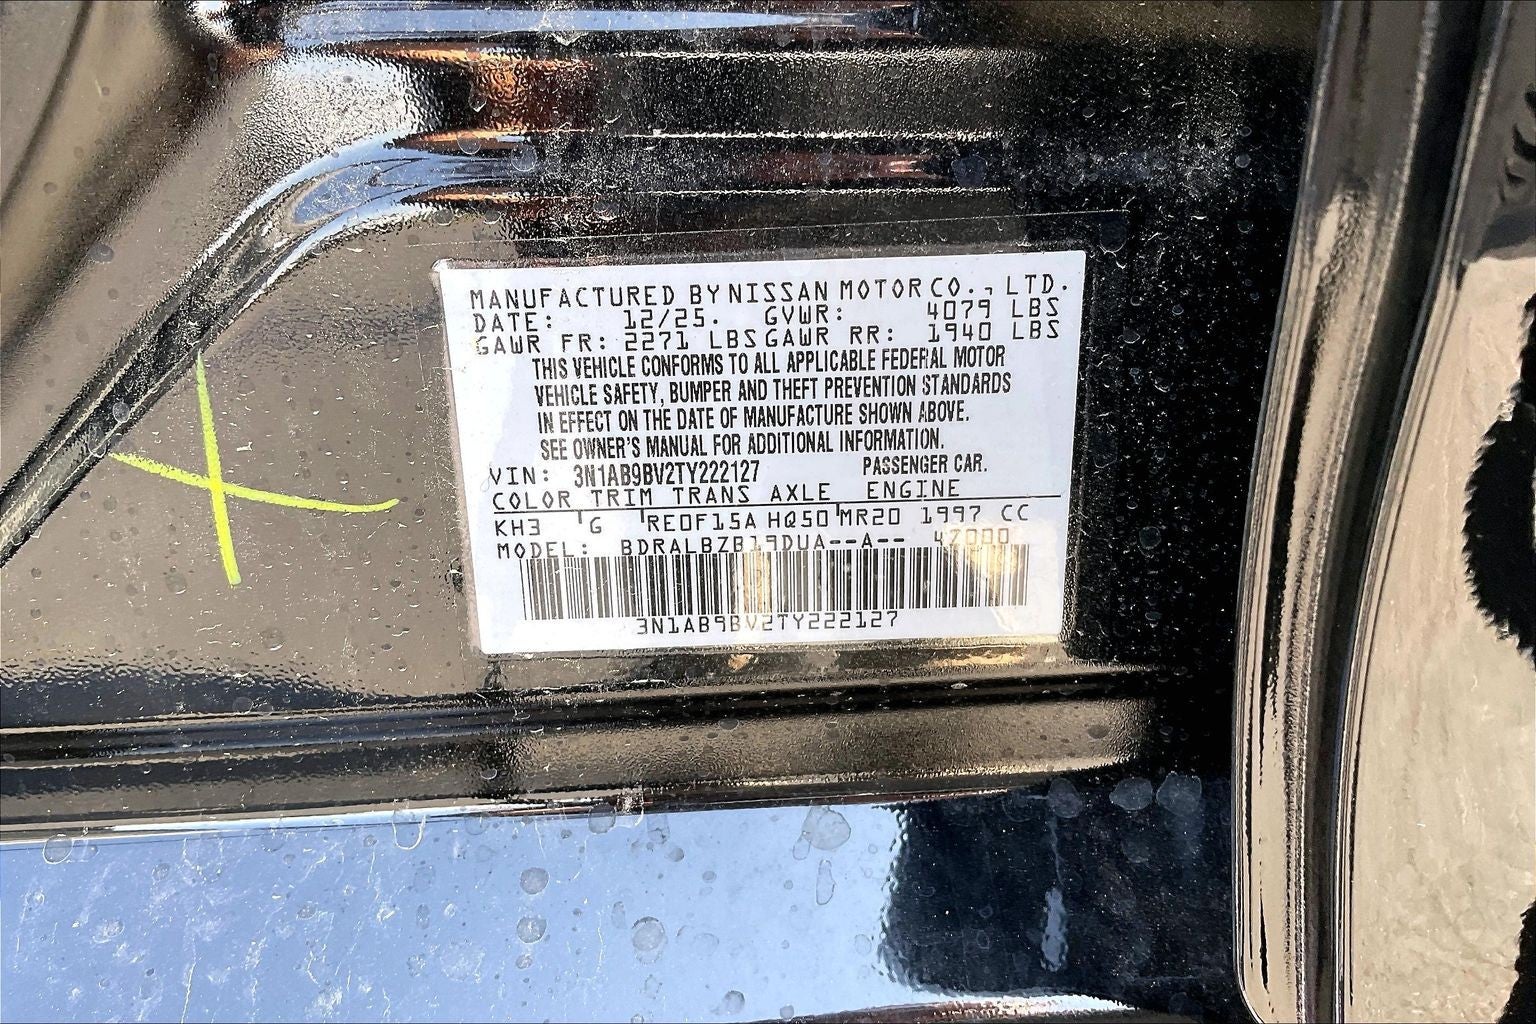 MANUFACTURED BY NISSAN MOTOR CO., LTD.
DATE: 12/25. GVWR: 4079 LBS
GAWR FR: 2271 LBS GAWR RR: 1940 LBS
THIS VEHICLE CONFORMS TO ALL APPLICABLE FEDERAL MOTOR
VEHICLE SAFETY, BUMPER AND THEFT PREVENTION STANDARDS
IN EFFECT ON THE DATE OF MANUFACTURE SHOWN ABOVE.
SEE OWNER'S MANUAL FOR ADDITIONAL INFORMATION.
VIN: 3N1AB9BV2TY222127 PASSENGER CAR.
COLOR TRIM TRANS AXLE ENGINE
KH3 G RE0F15A HQ50 MR20 1997 CC
MODEL: BDRALBZB19DUA--A--
3N1AB9BV2TY222127